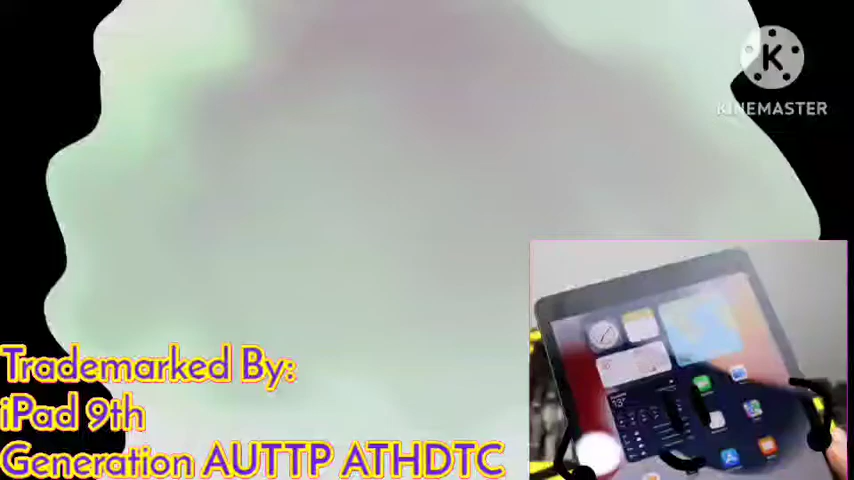 K
KINEMASTER
Trademarked By:
iPad 9th
Generation AUTTP ATHDTC